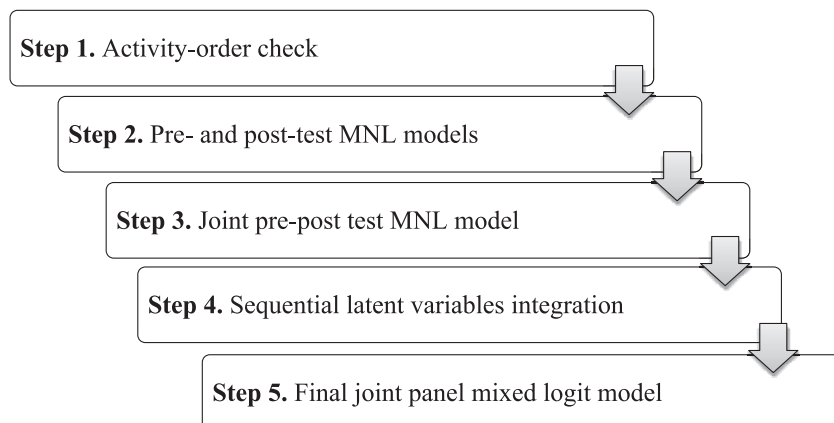 Step 1. Activity-order check
Step 2. Pre- and post-test MNL models
Step 3. Joint pre-post test MNL model
Step 4. Sequential latent variables integration
Step 5. Final joint panel mixed logit model